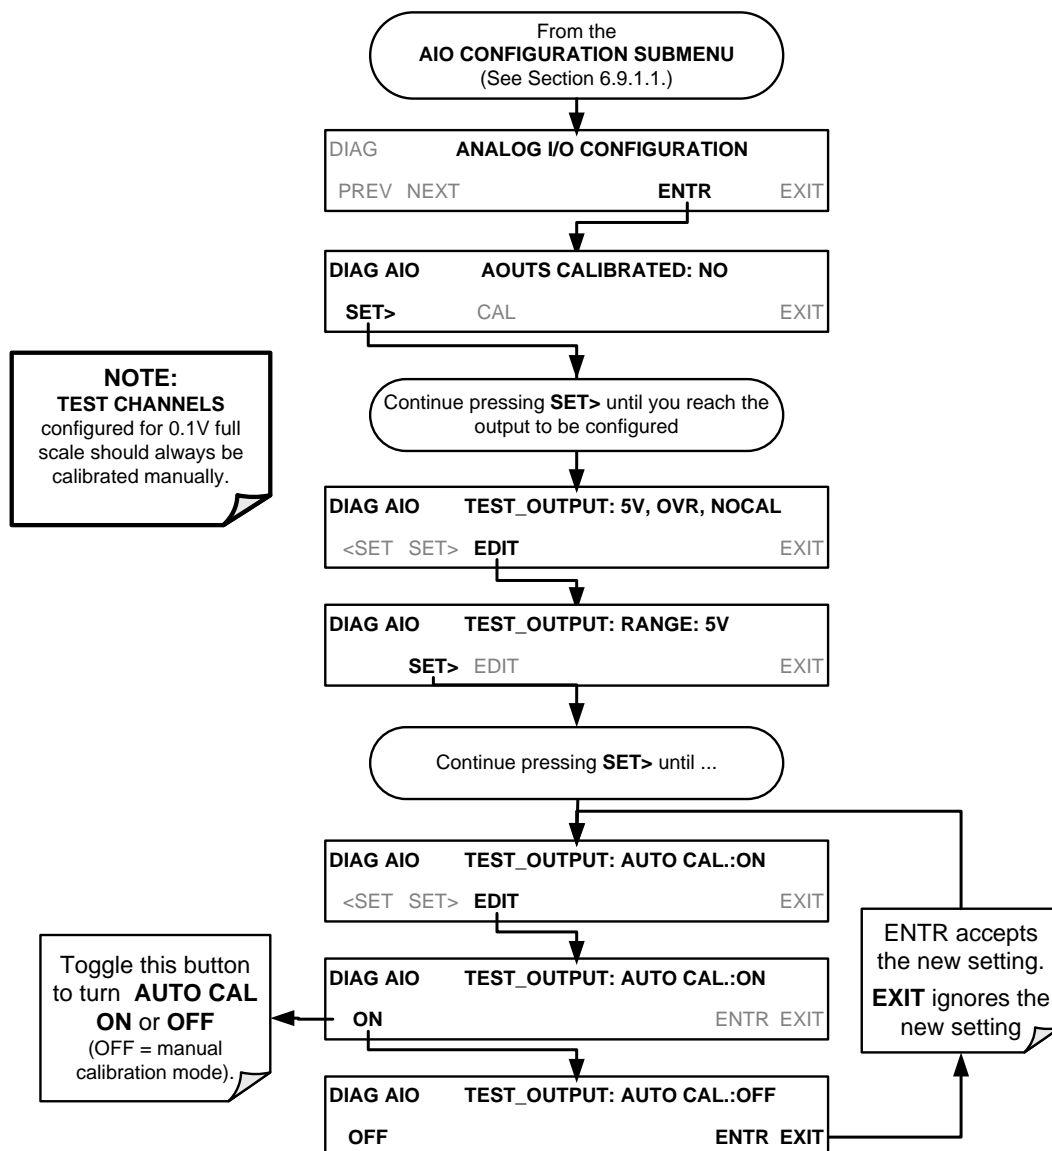 From the
AIO CONFIGURATION SUBMENU
(See Section 6.9.1.1.)
DIAG ANALOG I/O CONFIGURATION
PREV NEXT ENTR EXIT
DIAG AIO AOUTS CALIBRATED: NO
SET> CAL EXIT
NOTE:
TEST CHANNELS
configured for 0.1V full
scale should always be
calibrated manually.
Continue pressing SET> until you reach the
output to be configured
DIAG AIO TEST_OUTPUT: 5V, OVR, NOCAL
<SET SET> EDIT EXIT
DIAG AIO TEST_OUTPUT: RANGE: 5V
SET> EDIT EXIT
Continue pressing SET> until ...
DIAG AIO TEST_OUTPUT: AUTO CAL.:ON
<SET SET> EDIT EXIT
Toggle this button
to turn AUTO CAL
ON or OFF
(OFF = manual
calibration mode).
DIAG AIO TEST_OUTPUT: AUTO CAL.:ON
ON ENTR EXIT
ENTR accepts
the new setting.
EXIT ignores the
new setting
DIAG AIO TEST_OUTPUT: AUTO CAL.:OFF
OFF ENTR EXIT